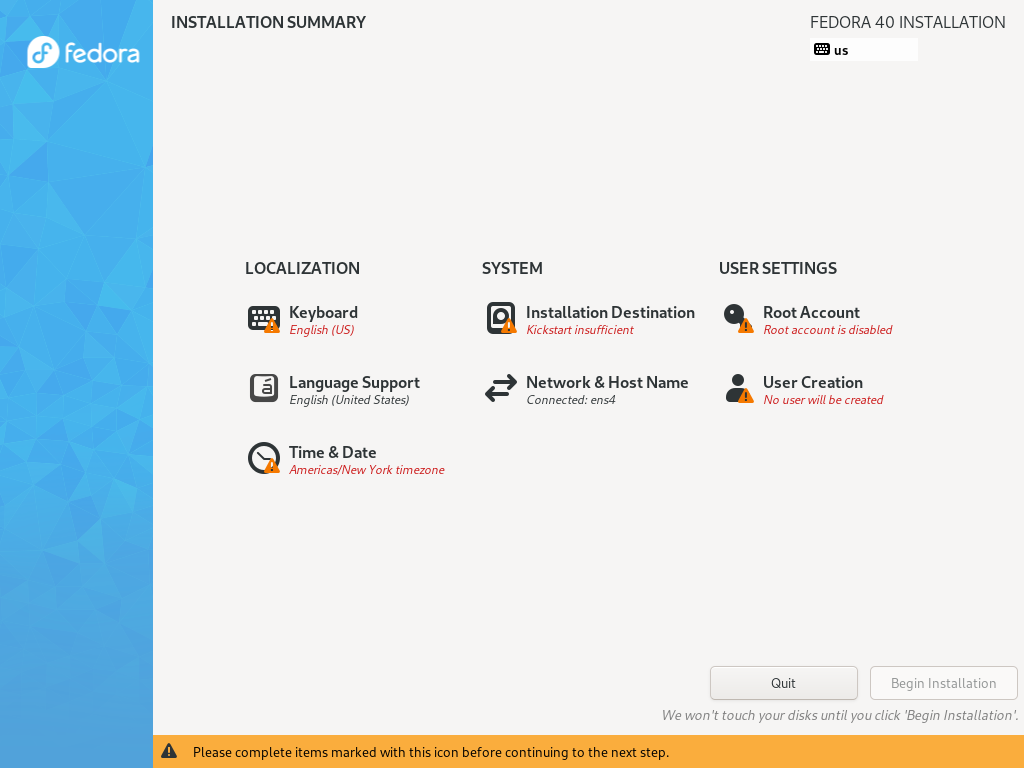 fedora
INSTALLATION SUMMARY
FEDORA 40 INSTALLATION
us
LOCALIZATION
Keyboard
English (US)
Language Support
English (United States)
Time & Date
Americas/New York timezone
SYSTEM
Installation Destination
Kickstart insufficient
Network & Host Name
Connected: ens4
USER SETTINGS
Root Account
Root account is disabled
User Creation
No user will be created
Quit
Begin Installation
We won't touch your disks until you click 'Begin Installation'.
Please complete items marked with this icon before continuing to the next step.